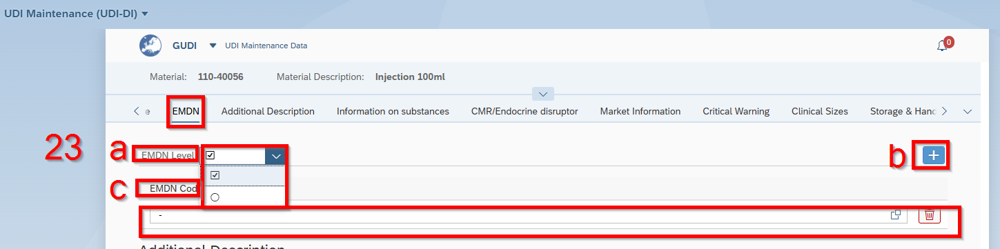 UDI Maintenance (UDI-DI)
GUDI UDI Maintenance Data 0
Material: 110-40056 Material Description: Injection 100ml
e EMDN Additional Description Information on substances CMR/Endocrine disruptor Market Information Critical Warning Clinical Sizes Storage & Hand
23 a EMDN Level b +
c EMDN Cod
-
Additional Description